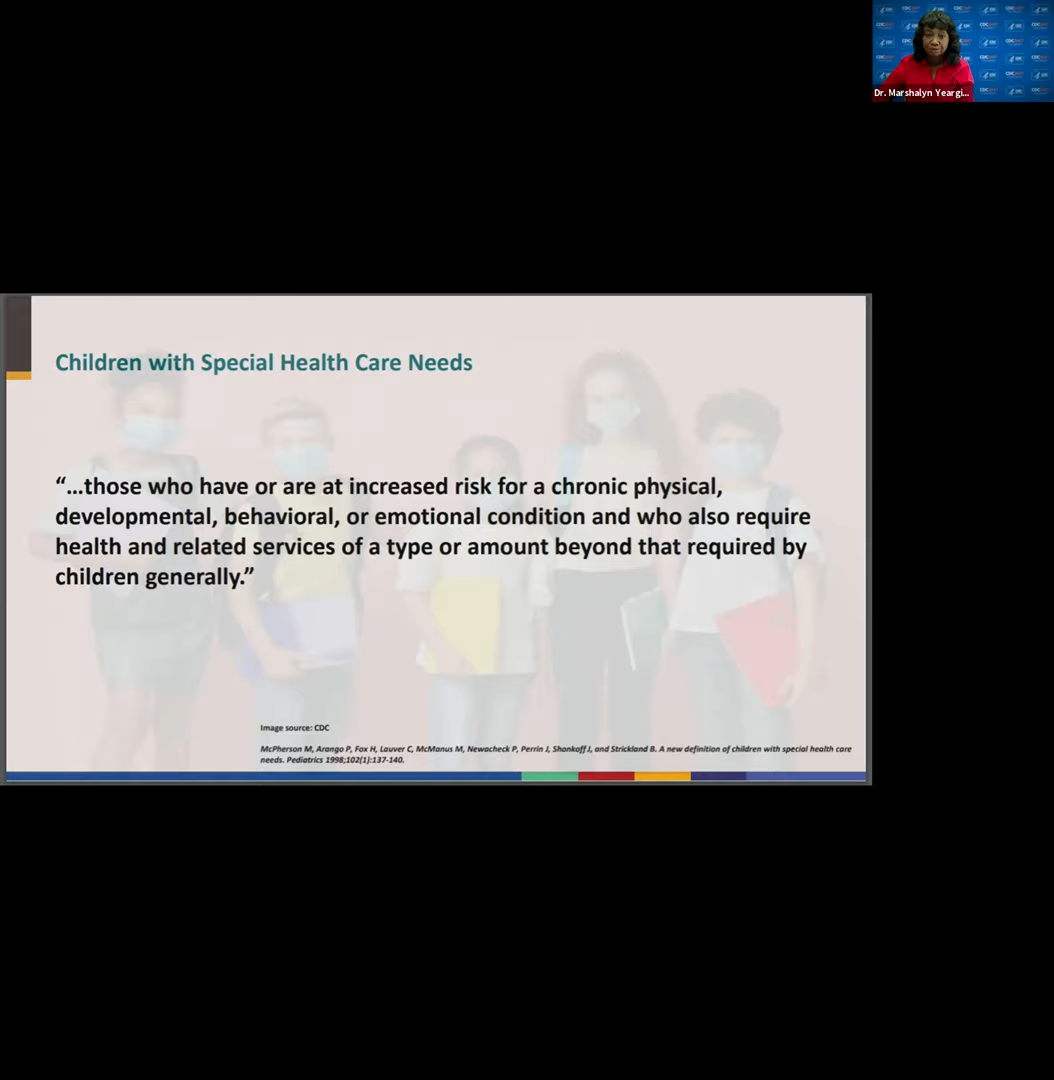 Dr. Marshalyn Yeargi...
Children with Special Health Care Needs
“...those who have or are at increased risk for a chronic physical,
developmental, behavioral, or emotional condition and who also require
health and related services of a type or amount beyond that required by
children generally.”
Image source: CDC
McPherson M, Arango P, Fox H, Lauver C, McManus M, Newacheck P, Perrin J, Shonkoff J, and Strickland B. A new definition of children with special health care
needs. Pediatrics 1998;102(1):137-140.